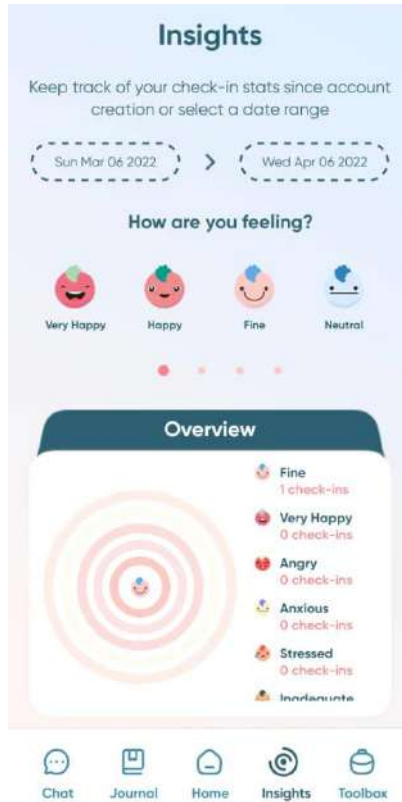 Insights
Keep track of your check-in stats since account
creation or select a date range
Sun Mar 06 2022 > Wed Apr 06 2022
How are you feeling?
Very Happy Happy Fine Neutral
Overview
Fine
1 check-ins
Very Happy
0 check-ins
Angry
0 check-ins
Anxious
0 check-ins
Stressed
0 check-ins
Inadequate
Chat Journal Home Insights Toolbox